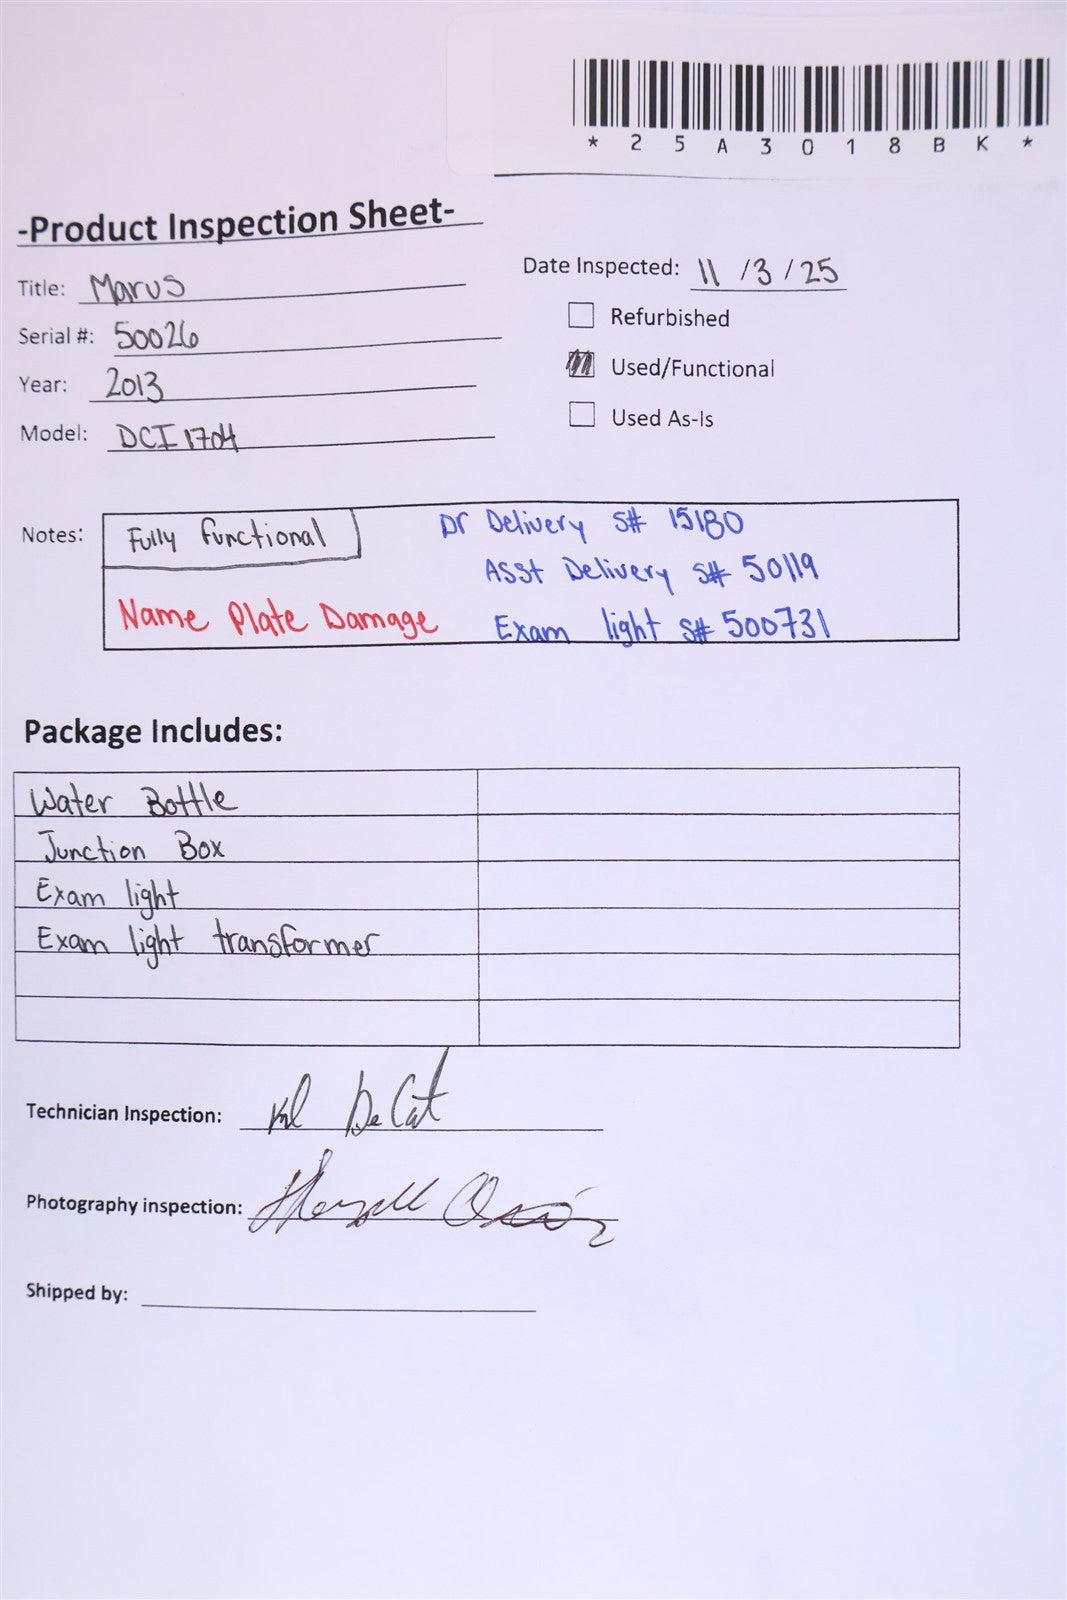 *25A3018BK*
-Product Inspection Sheet-
Title: Marus
Date Inspected: 11/3/25
Serial #: 50026
Refurbished
Year: 2013
Used/Functional
Model: DCI 1704
Used As-Is
Notes: Fully functional
Dr Delivery S# 15180
Asst Delivery S# 50119
Name Plate Damage
Exam light S# 500731
Package Includes:
Water Bottle
Junction Box
Exam light
Exam light transformer
Technician Inspection:
Photography inspection:
Shipped by: